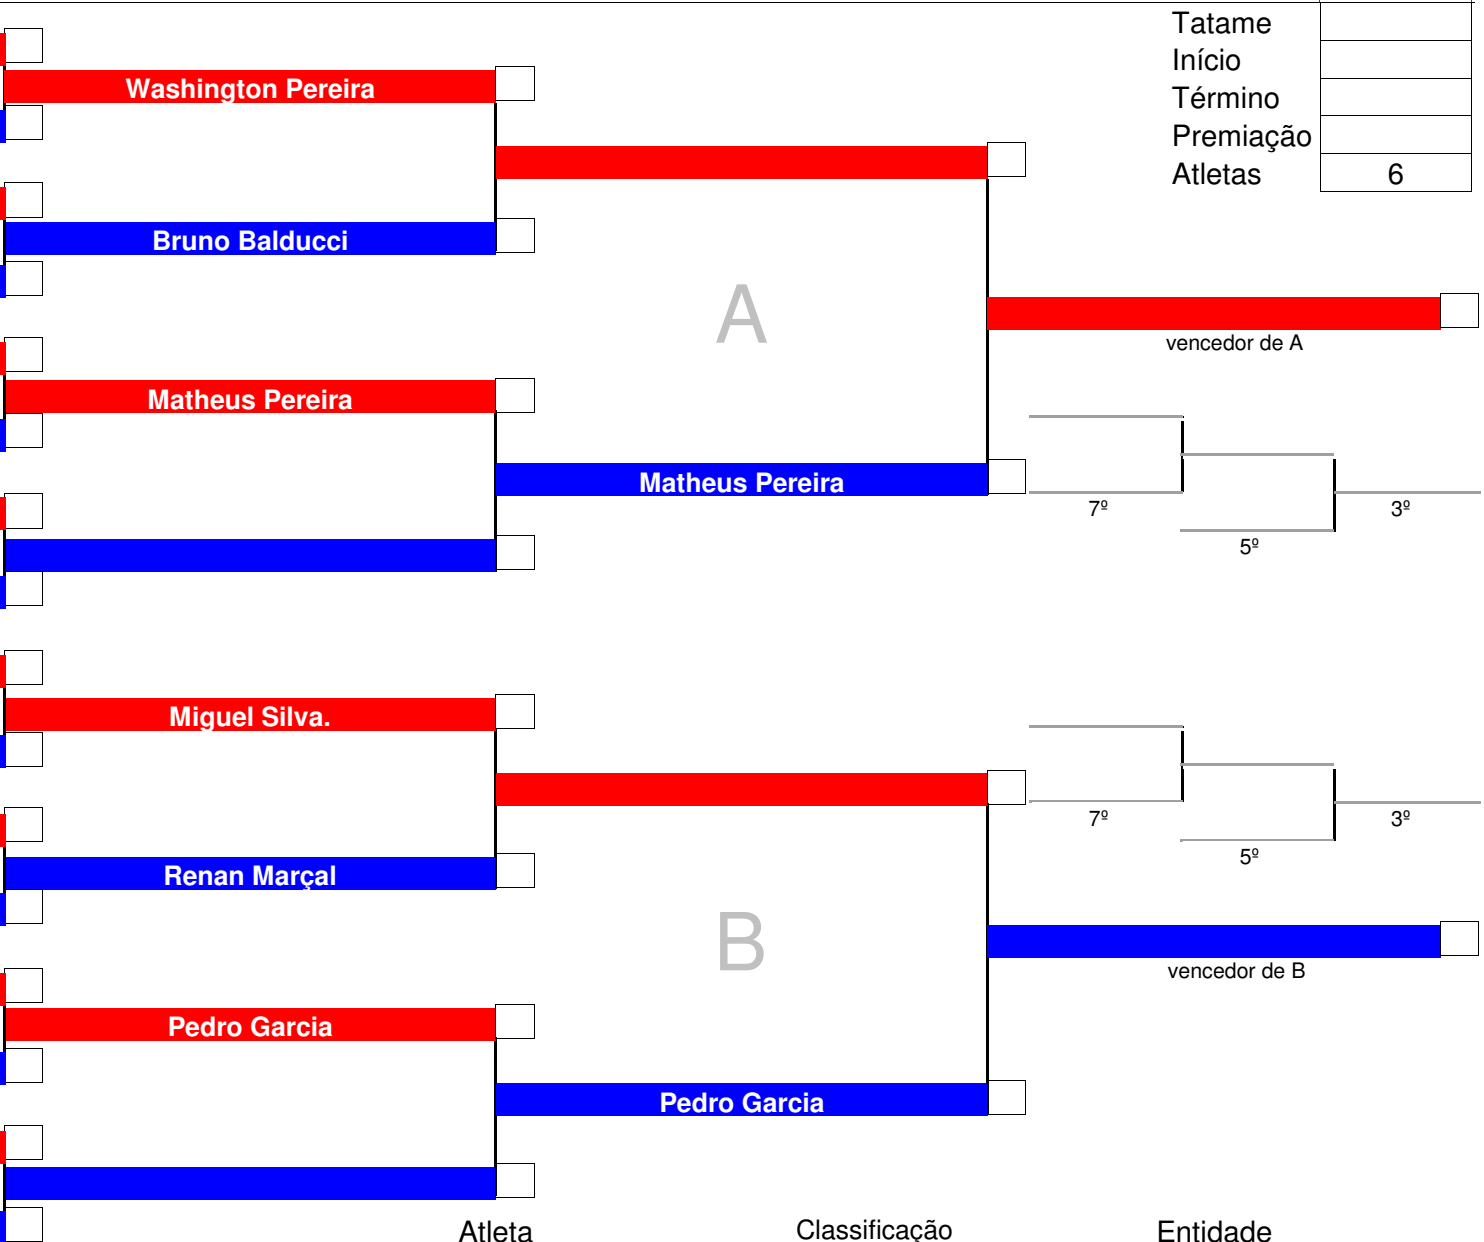 Tatame
Início
Término
Premiação
Atletas 6
Washington Pereira
Bruno Balducci
A
vencedor de A
Matheus Pereira
Matheus Pereira
7º
3º
5º
Miguel Silva.
7º
3º
5º
Renan Marçal
B
vencedor de B
Pedro Garcia
Pedro Garcia
Atleta Classificação Entidade